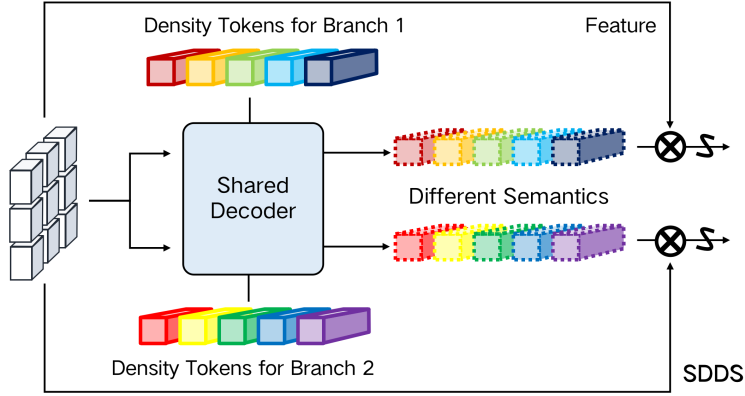 Density Tokens for Branch 1
Feature
Shared
Decoder
Different Semantics
Density Tokens for Branch 2
SDDS